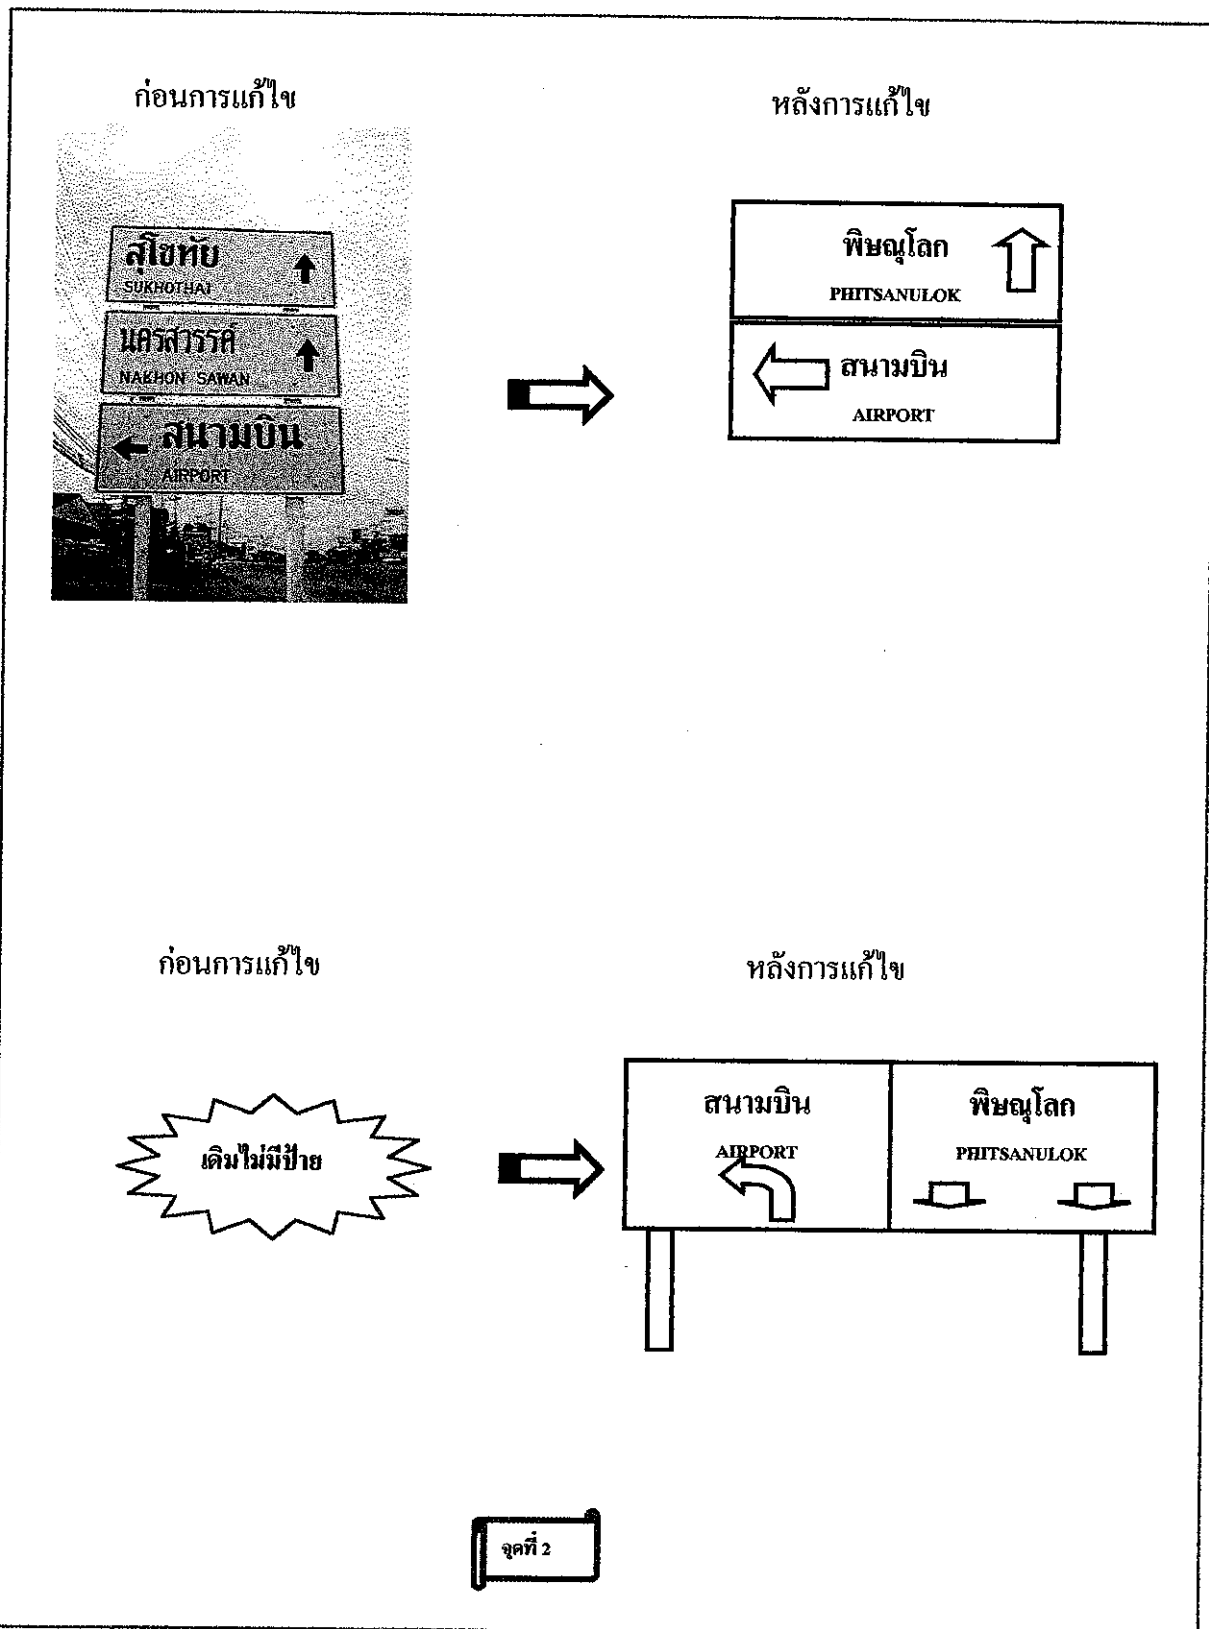 ก่อนการแก้ไข
หลังการแก้ไข
สุโขทัย
SUKHOTHAI
นครสวรรค์
NAKHON SAWAN
สนามบิน
AIRPORT
พิษณุโลก
PHITSANULOK
สนามบิน
AIRPORT
ก่อนการแก้ไข
หลังการแก้ไข
เดิมไม่มีป้าย
สนามบิน
AIRPORT
พิษณุโลก
PHITSANULOK
จุดที่ 2